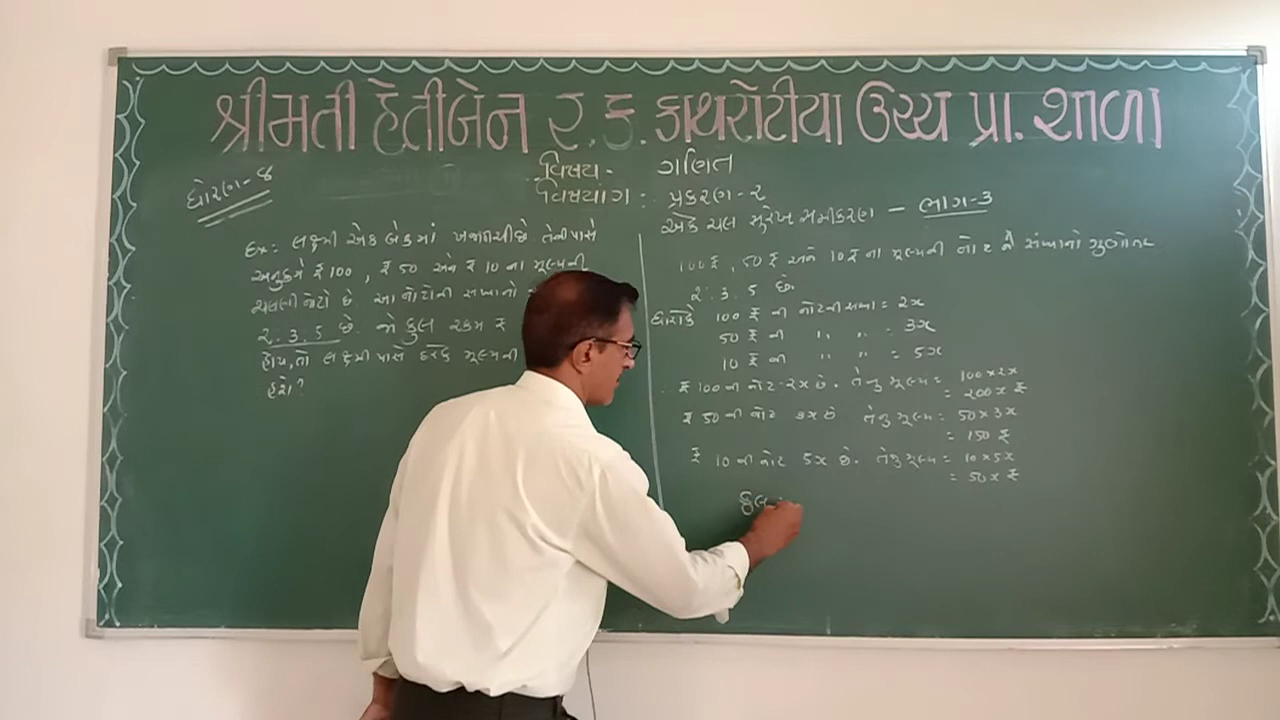 શ્રીમતી હેતીબેન ર. ક. કાથરોટીયા ઉચ્ચ પ્રા. શાળા
વિષય - ગણિત
ધોરણ - ૮
વિષયાંગ : પ્રકરણ - ૨
એક ચલ સુરેખ સમીકરણ - ભાગ-૩
Ex: લક્ષ્મી એક બેંકમાં ખજાનચી છે તેની પાસે
અનુક્રમે ₹ 100 , ₹ 50 અને ₹ 10 ના મૂલ્યની
ચલણી નોટો છે. આ નોટોની સંખ્યાનો
૨ : ૩ : ૫ છે. જો કુલ રકમ ₹
હોય, તો લક્ષ્મી પાસે દરેક મૂલ્યની
હશે?
100 ₹, 50 ₹ અને 10 ₹ ના મૂલ્યની નોટ ની સંખ્યાનો ગુણોત્તર
૨ : ૩ : ૫ છે.
ધારોકે 100 ₹ ની નોટની સંખ્યા = 2x
50 ₹ ની " " = 3x
10 ₹ ની " " = 5x
∴ ₹ 100 ની નોટ - 2x છે. તેનુ મૂલ્ય = 100 × 2x
= 200x ₹
₹ 50 ની નોટ 3x છે તેનુ મૂલ્ય = 50 × 3x
= 150 ₹
₹ 10 ની નોટ 5x છે. તેનુ મૂલ્ય = 10 × 5x
= 50x ₹
કુલ